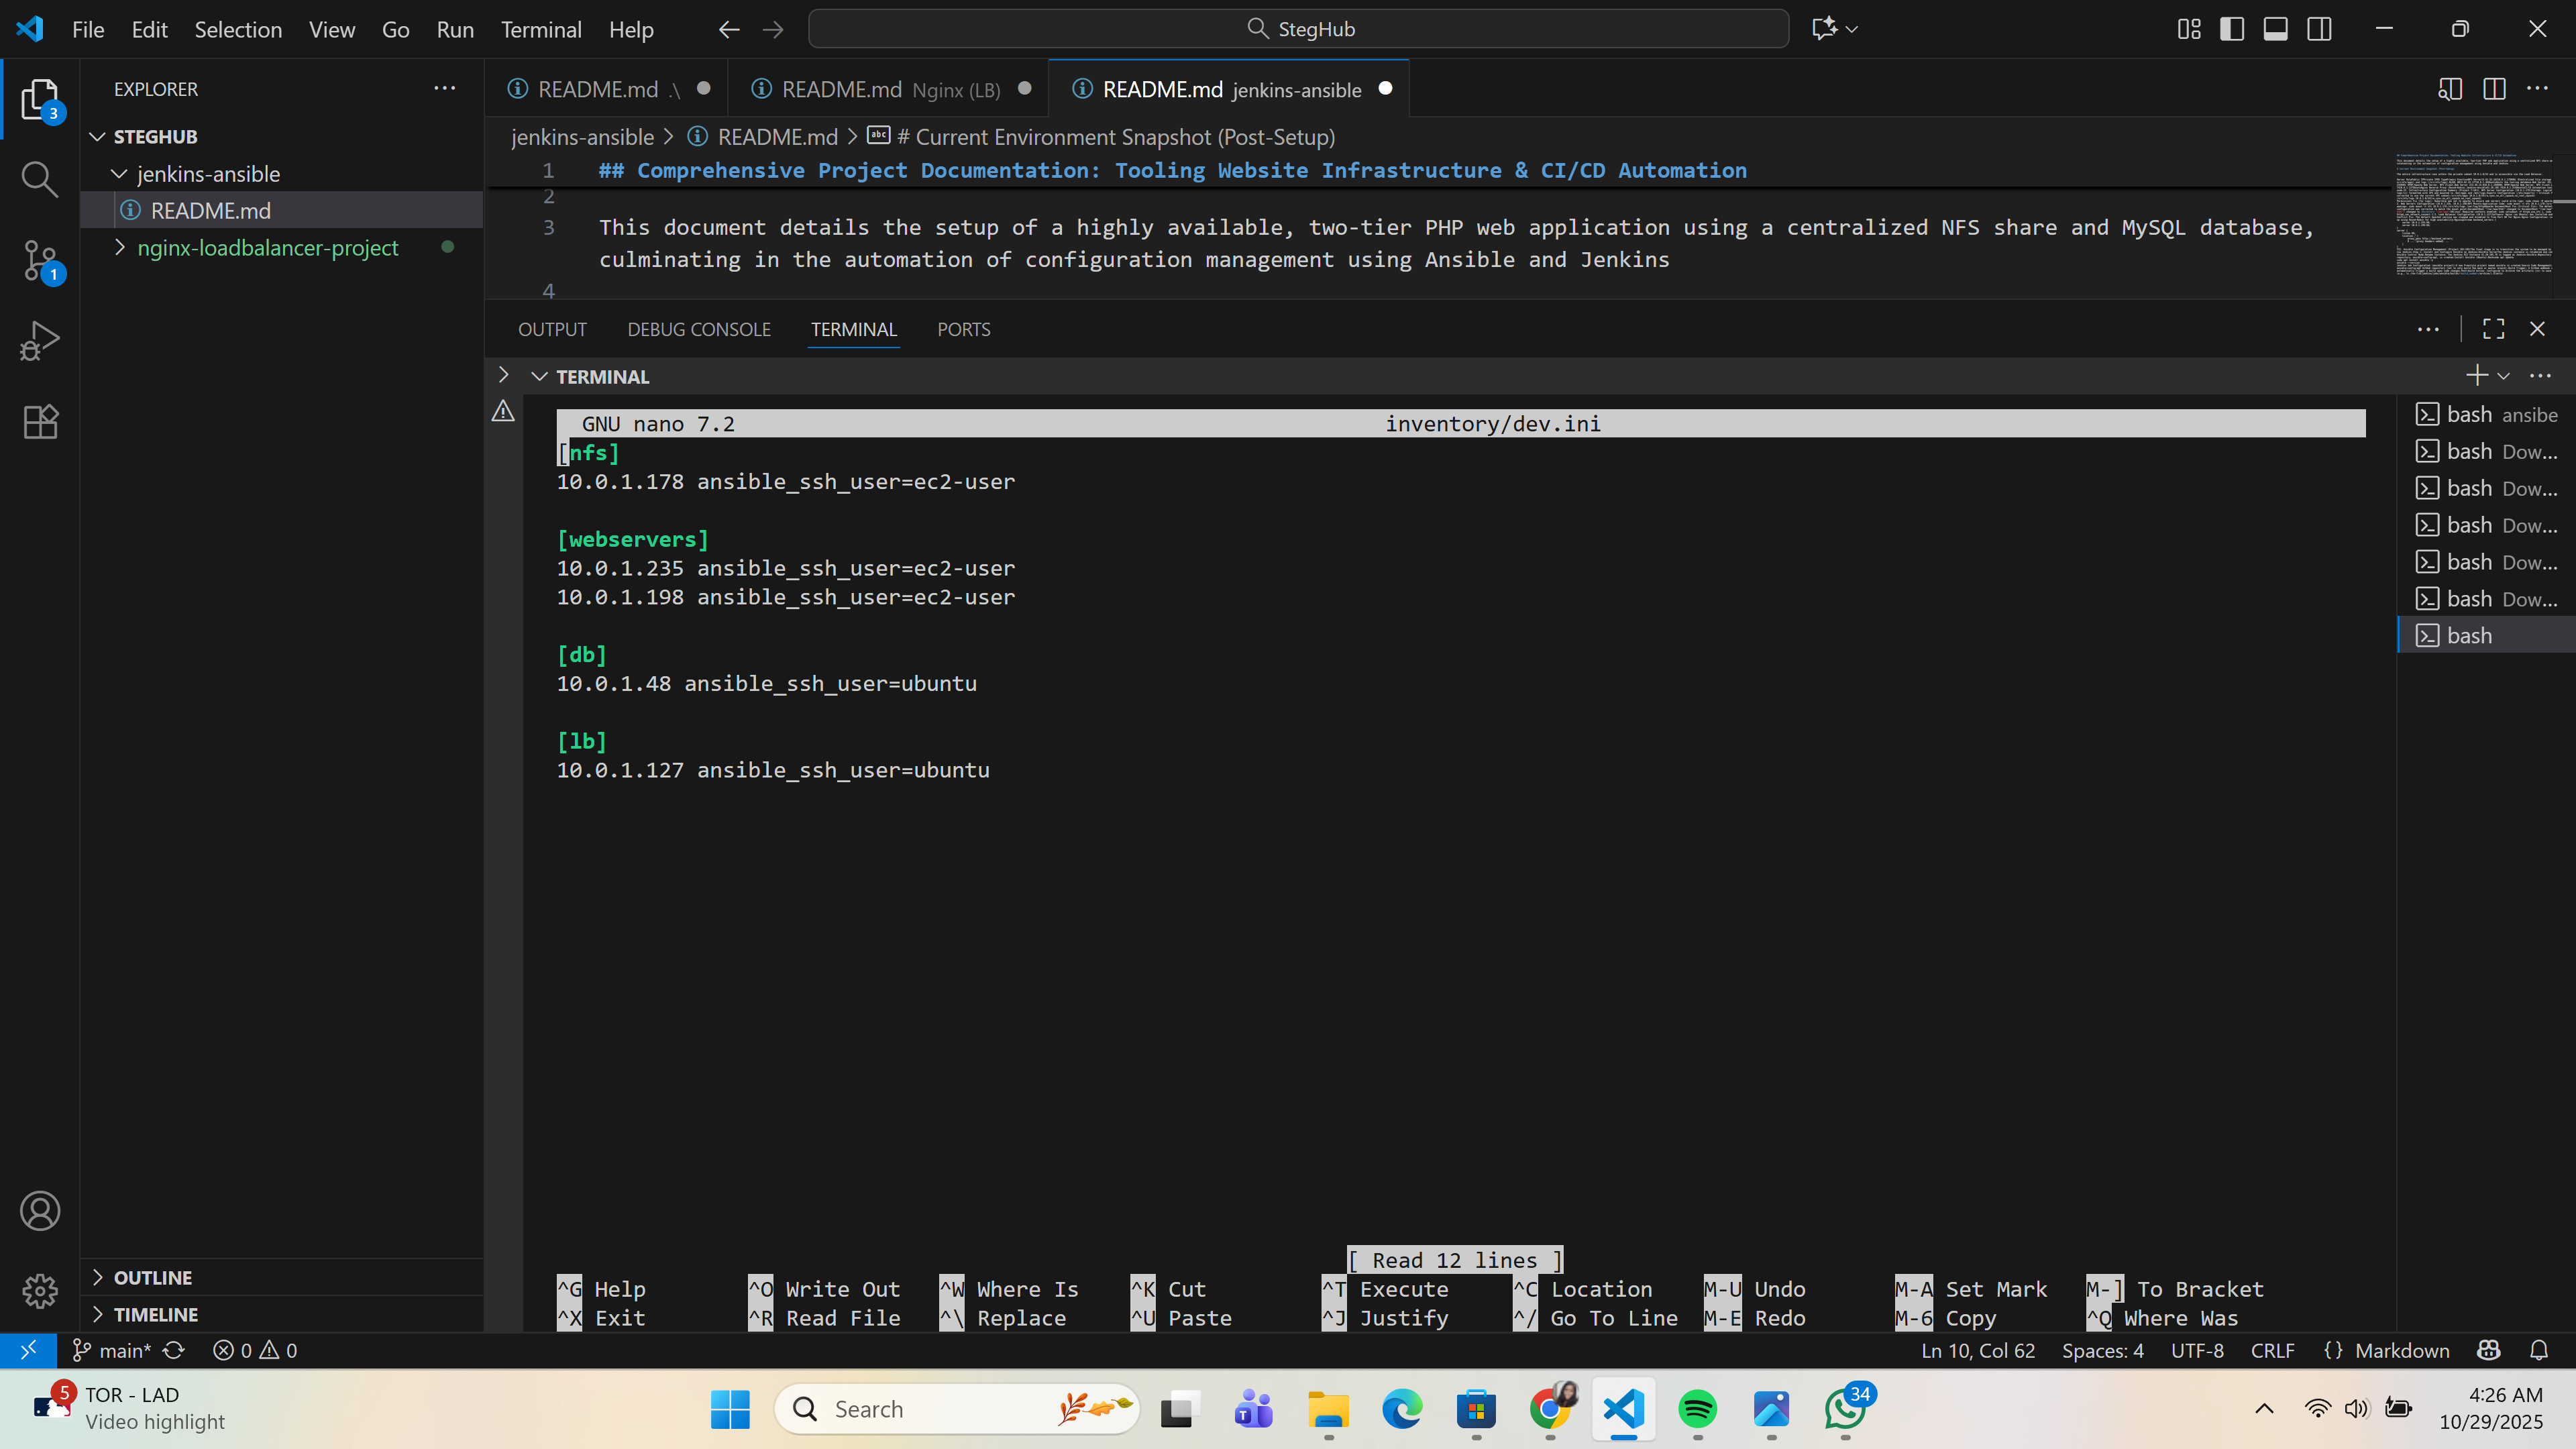 File Edit Selection View Go Run Terminal Help StegHub
EXPLORER
3
STEGHUB
jenkins-ansible
README.md
nginx-loadbalancer-project
1
OUTLINE
TIMELINE
README.md .\ README.md Nginx (LB) README.md jenkins-ansible
jenkins-ansible > README.md > # Current Environment Snapshot (Post-Setup)
1 ## Comprehensive Project Documentation: Tooling Website Infrastructure & CI/CD Automation
2
3 This document details the setup of a highly available, two-tier PHP web application using a centralized NFS share and MySQL database,
culminating in the automation of configuration management using Ansible and Jenkins
4
OUTPUT DEBUG CONSOLE TERMINAL PORTS
TERMINAL
GNU nano 7.2 inventory/dev.ini
[nfs]
10.0.1.178 ansible_ssh_user=ec2-user
[webservers]
10.0.1.235 ansible_ssh_user=ec2-user
10.0.1.198 ansible_ssh_user=ec2-user
[db]
10.0.1.48 ansible_ssh_user=ubuntu
[lb]
10.0.1.127 ansible_ssh_user=ubuntu
[ Read 12 lines ]
^G Help ^O Write Out ^W Where Is ^K Cut ^T Execute ^C Location M-U Undo M-A Set Mark M-] To Bracket
^X Exit ^R Read File ^\ Replace ^U Paste ^J Justify ^/ Go To Line M-E Redo M-6 Copy ^Q Where Was
bash ansibe
bash Dow...
bash Dow...
bash Dow...
bash Dow...
bash Dow...
bash
main* 0 0 Ln 10, Col 62 Spaces: 4 UTF-8 CRLF {} Markdown
5 TOR - LAD
Video highlight
Search
34
4:26 AM
10/29/2025